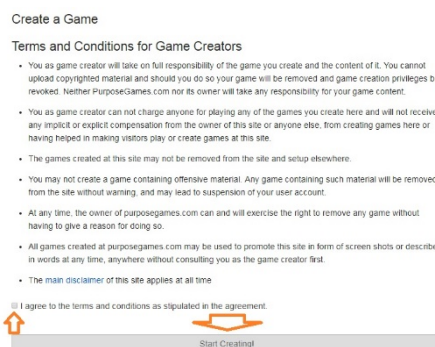 Create a Game
Terms and Conditions for Game Creators
• You as game creator will take on full responsibility of the game you create and the content of it. You cannot
upload copyrighted material and should you do so your game will be removed and game creation privileges b
revoked. Neither PurposeGames.com nor its owner will take any responsibility for your game content.
• You as game creator can not charge anyone for playing any of the games you create here and will not receive
any implicit or explicit compensation from the owner of this site or anyone else, from creating games here or
having helped in making visitors play or create games at this site.
• The games created at this site may not be removed from the site and setup elsewhere.
• You may not create a game containing offensive material. Any game containing such material will be removed
from the site without warning, and may lead to suspension of your user account.
• At any time, the owner of purposegames.com can and will exercise the right to remove any game without
having to give a reason for doing so.
• All games created at purposegames.com may be used to promote this site in form of screen shots or describe
in words at any time, anywhere without consulting you as the game creator first.
• The main disclaimer of this site applies at all time
I agree to the terms and conditions as stipulated in the agreement.
Start Creating!